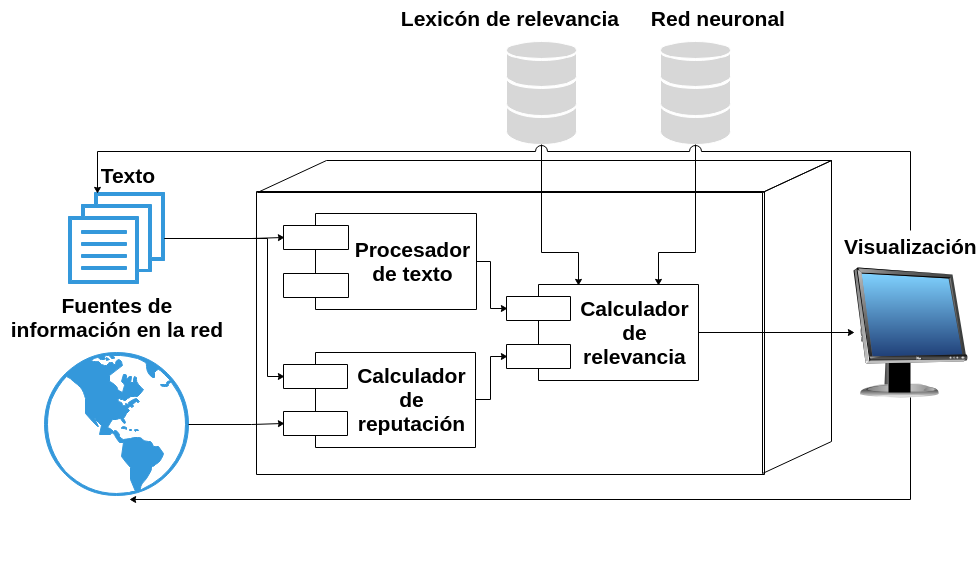 Lexicón de relevancia
Red neuronal
Texto
Procesador
de texto
Visualización
Fuentes de
información en la red
Calculador
de
relevancia
Calculador
de
reputación